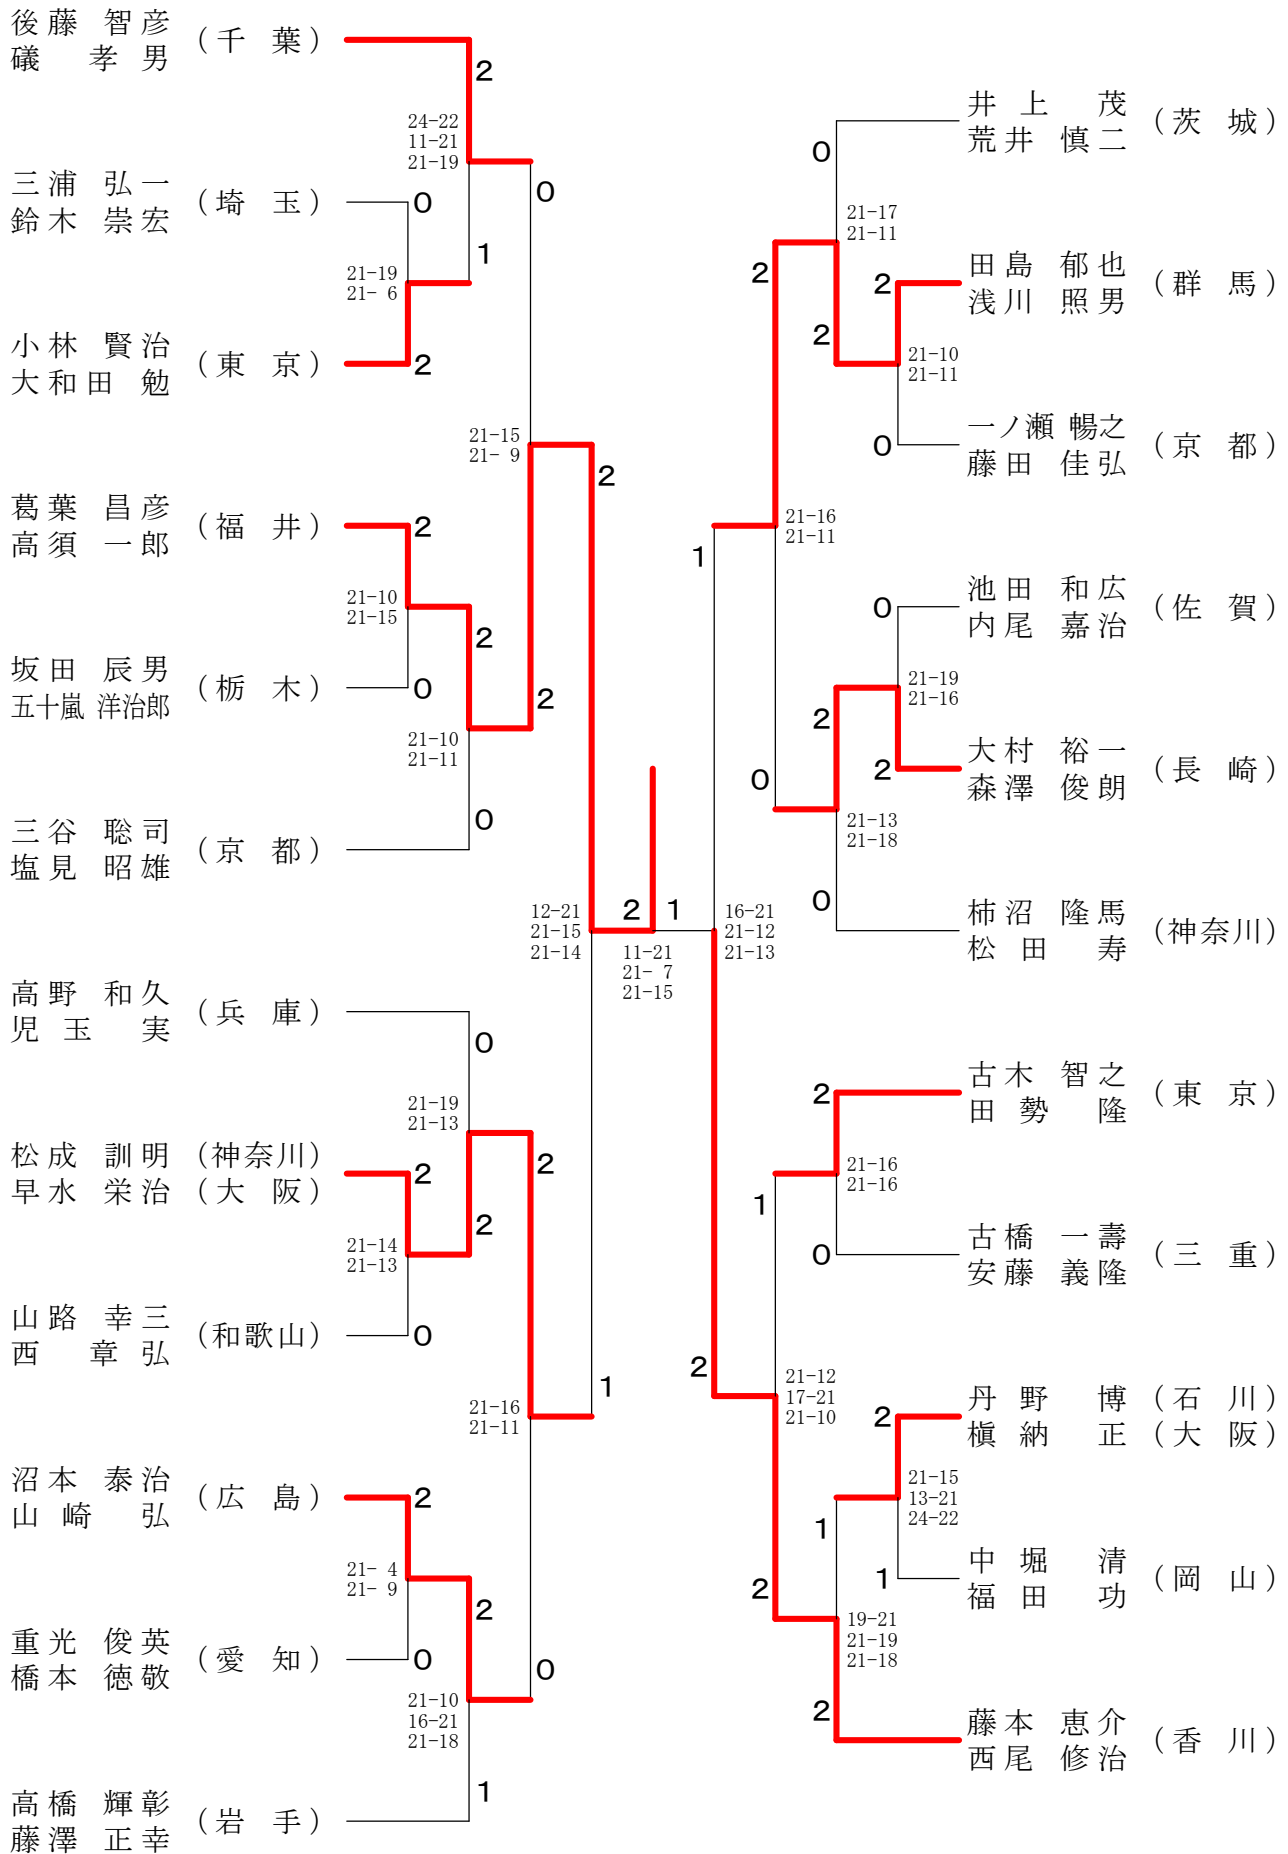 後藤 智彦
礒 孝男
(千 葉)
2
24-22
11-21
21-19
0
三浦 弘一
鈴木 崇宏
(埼 玉)
0
1
21-19
21- 6
小林 賢治
大和田 勉
(東 京)
2
21-15
21- 9
2
葛葉 昌彦
高須 一郎
(福 井)
2
21-10
21-15
2
坂田 辰男
五十嵐 洋治郎
(栃 木)
0
2
21-10
21-11
三谷 聡司
塩見 昭雄
(京 都)
0
12-21
21-15
21-14
2
1
11-21
21- 7
21-15
高野 和久
児玉 実
(兵 庫)
0
21-19
21-13
松成 訓明 (神奈川)
早水 栄治 (大 阪)
2
2
2
21-14
21-13
山路 幸三
西 章弘
(和歌山)
0
1
21-16
21-11
沼本 泰治
山崎 弘
(広 島)
2
21- 4
21- 9
2
重光 俊英
橋本 徳敬
(愛 知)
0
0
21-10
16-21
21-18
高橋 輝彰
藤澤 正幸
(岩 手)
1
井上 茂
荒井 慎二
(茨 城)
0
21-17
21-11
田島 郁也
浅川 照男
(群 馬)
2
2
2
21-10
21-11
一ノ瀬 暢之
藤田 佳弘
(京 都)
0
21-16
21-11
1
池田 和広
内尾 嘉治
(佐 賀)
0
21-19
21-16
2
大村 裕一
森澤 俊朗
(長 崎)
2
0
21-13
21-18
柿沼 隆馬
松田 寿
(神奈川)
0
16-21
21-12
21-13
古木 智之
田勢 隆
(東 京)
2
21-16
21-16
1
古橋 一壽
安藤 義隆
(三 重)
0
2
21-12
17-21
21-10
丹野 博 (石 川)
槇納 正 (大 阪)
2
21-15
13-21
24-22
1
中堀 清
福田 功
(岡 山)
1
2
19-21
21-19
21-18
藤本 恵介
西尾 修治
(香 川)
2